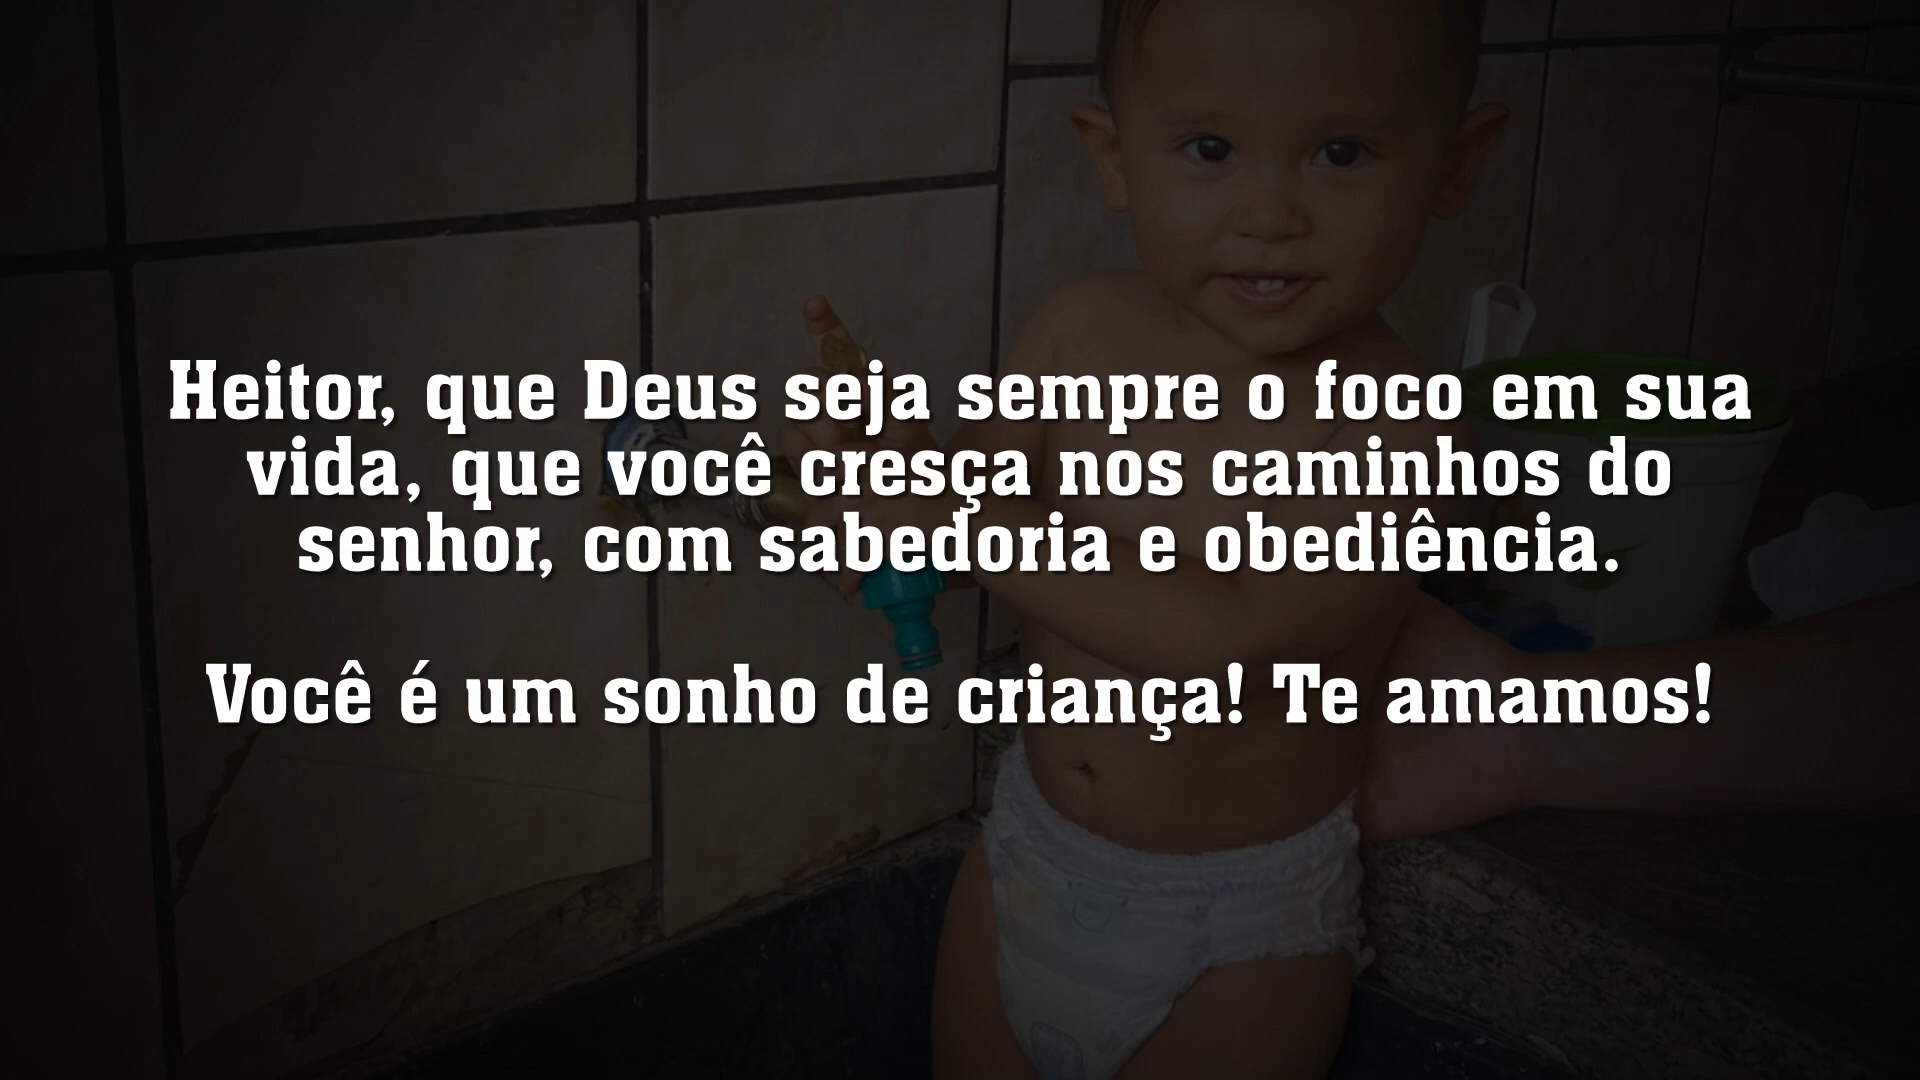 Heitor, que Deus seja sempre o foco em sua
vida, que você cresça nos caminhos do
senhor, com sabedoria e obediência.
Você é um sonho de criança! Te amamos!